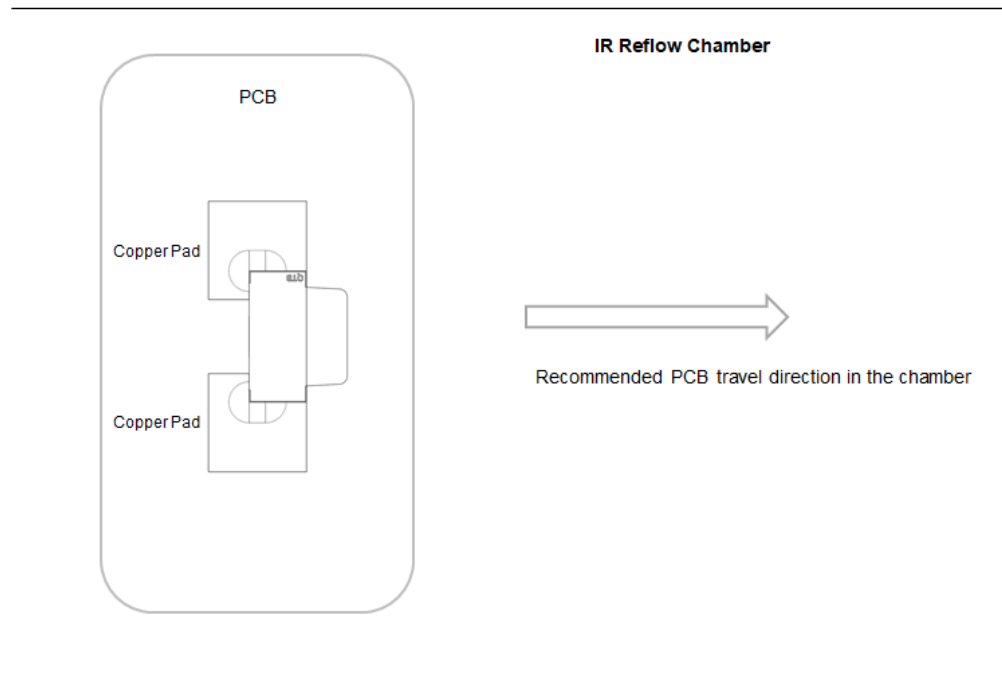 IR Reflow Chamber
PCB
Copper Pad
Recommended PCB travel direction in the chamber
Copper Pad